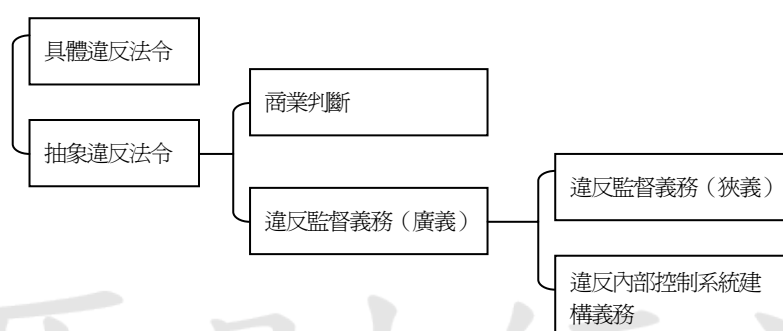 具體違反法令
抽象違反法令
商業判斷
違反監督義務（廣義）
違反監督義務（狹義）
違反內部控制系統建
構義務